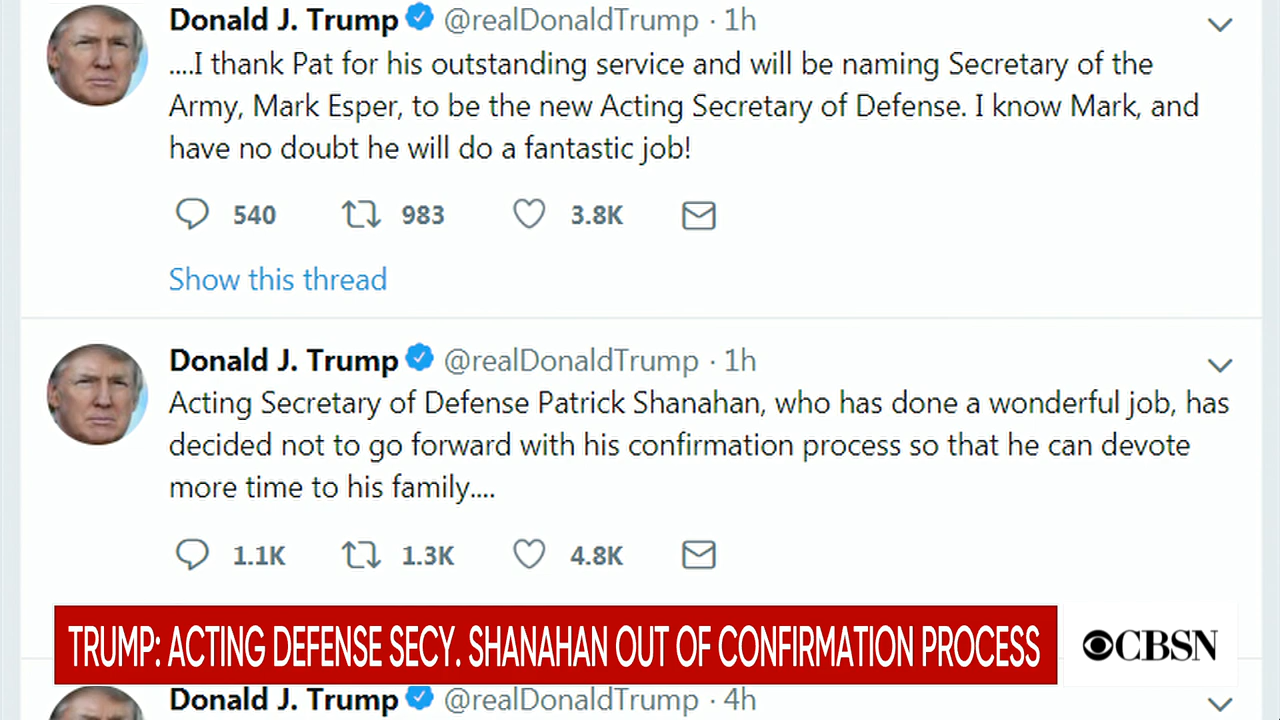 Donald J. Trump @realDonaldTrump · 1h
....I thank Pat for his outstanding service and will be naming Secretary of the
Army, Mark Esper, to be the new Acting Secretary of Defense. I know Mark, and
have no doubt he will do a fantastic job!
540 983 3.8K
Show this thread
Donald J. Trump @realDonaldTrump · 1h
Acting Secretary of Defense Patrick Shanahan, who has done a wonderful job, has
decided not to go forward with his confirmation process so that he can devote
more time to his family....
1.1K 1.3K 4.8K
TRUMP: ACTING DEFENSE SECY. SHANAHAN OUT OF CONFIRMATION PROCESS
CBSN
Donald J. Trump @realDonaldTrump · 4h